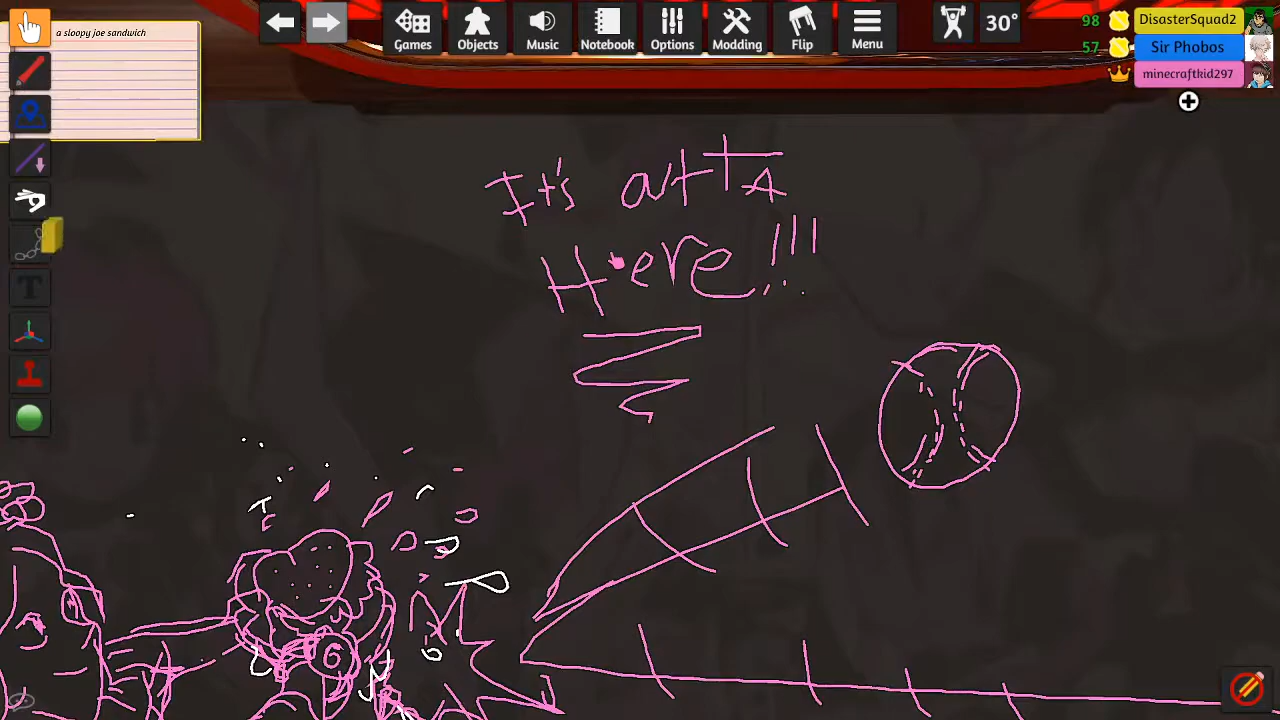 a sloopy joe sandwich
Games
Objects
Music
Notebook
Options
Modding
Flip
Menu
30°
98
DisasterSquad2
57
Sir Phobos
minecraftkid297
It's outTA
Here!!!
6